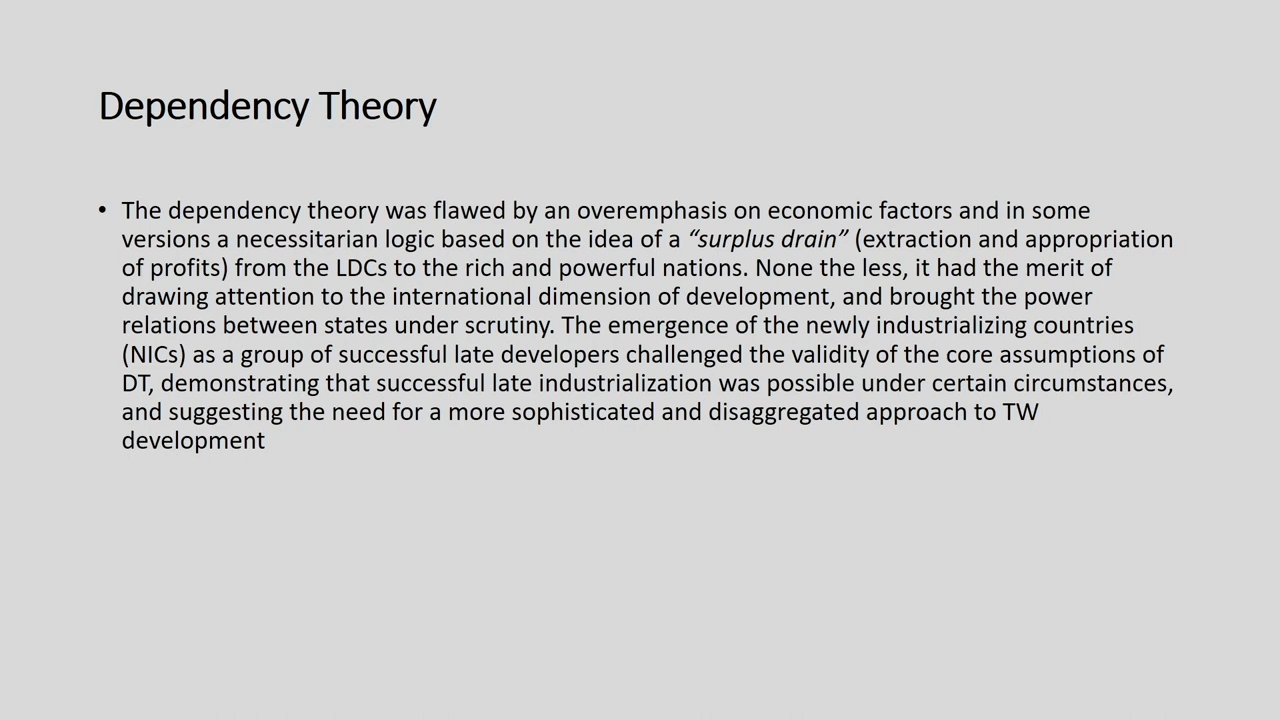 Dependency Theory
• The dependency theory was flawed by an overemphasis on economic factors and in some
versions a necessitarian logic based on the idea of a “surplus drain” (extraction and appropriation
of profits) from the LDCs to the rich and powerful nations. None the less, it had the merit of
drawing attention to the international dimension of development, and brought the power
relations between states under scrutiny. The emergence of the newly industrializing countries
(NICs) as a group of successful late developers challenged the validity of the core assumptions of
DT, demonstrating that successful late industrialization was possible under certain circumstances,
and suggesting the need for a more sophisticated and disaggregated approach to TW
development